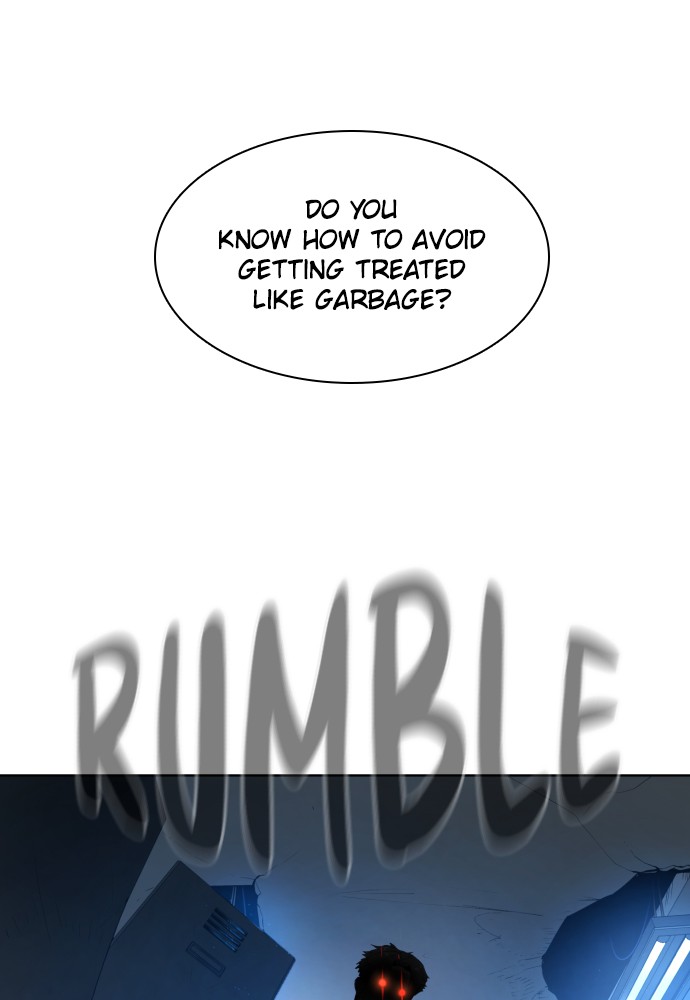 DO YOU
KNOW HOW TO AVOID
GETTING TREATED
LIKE GARBAGE?
RUMBLE